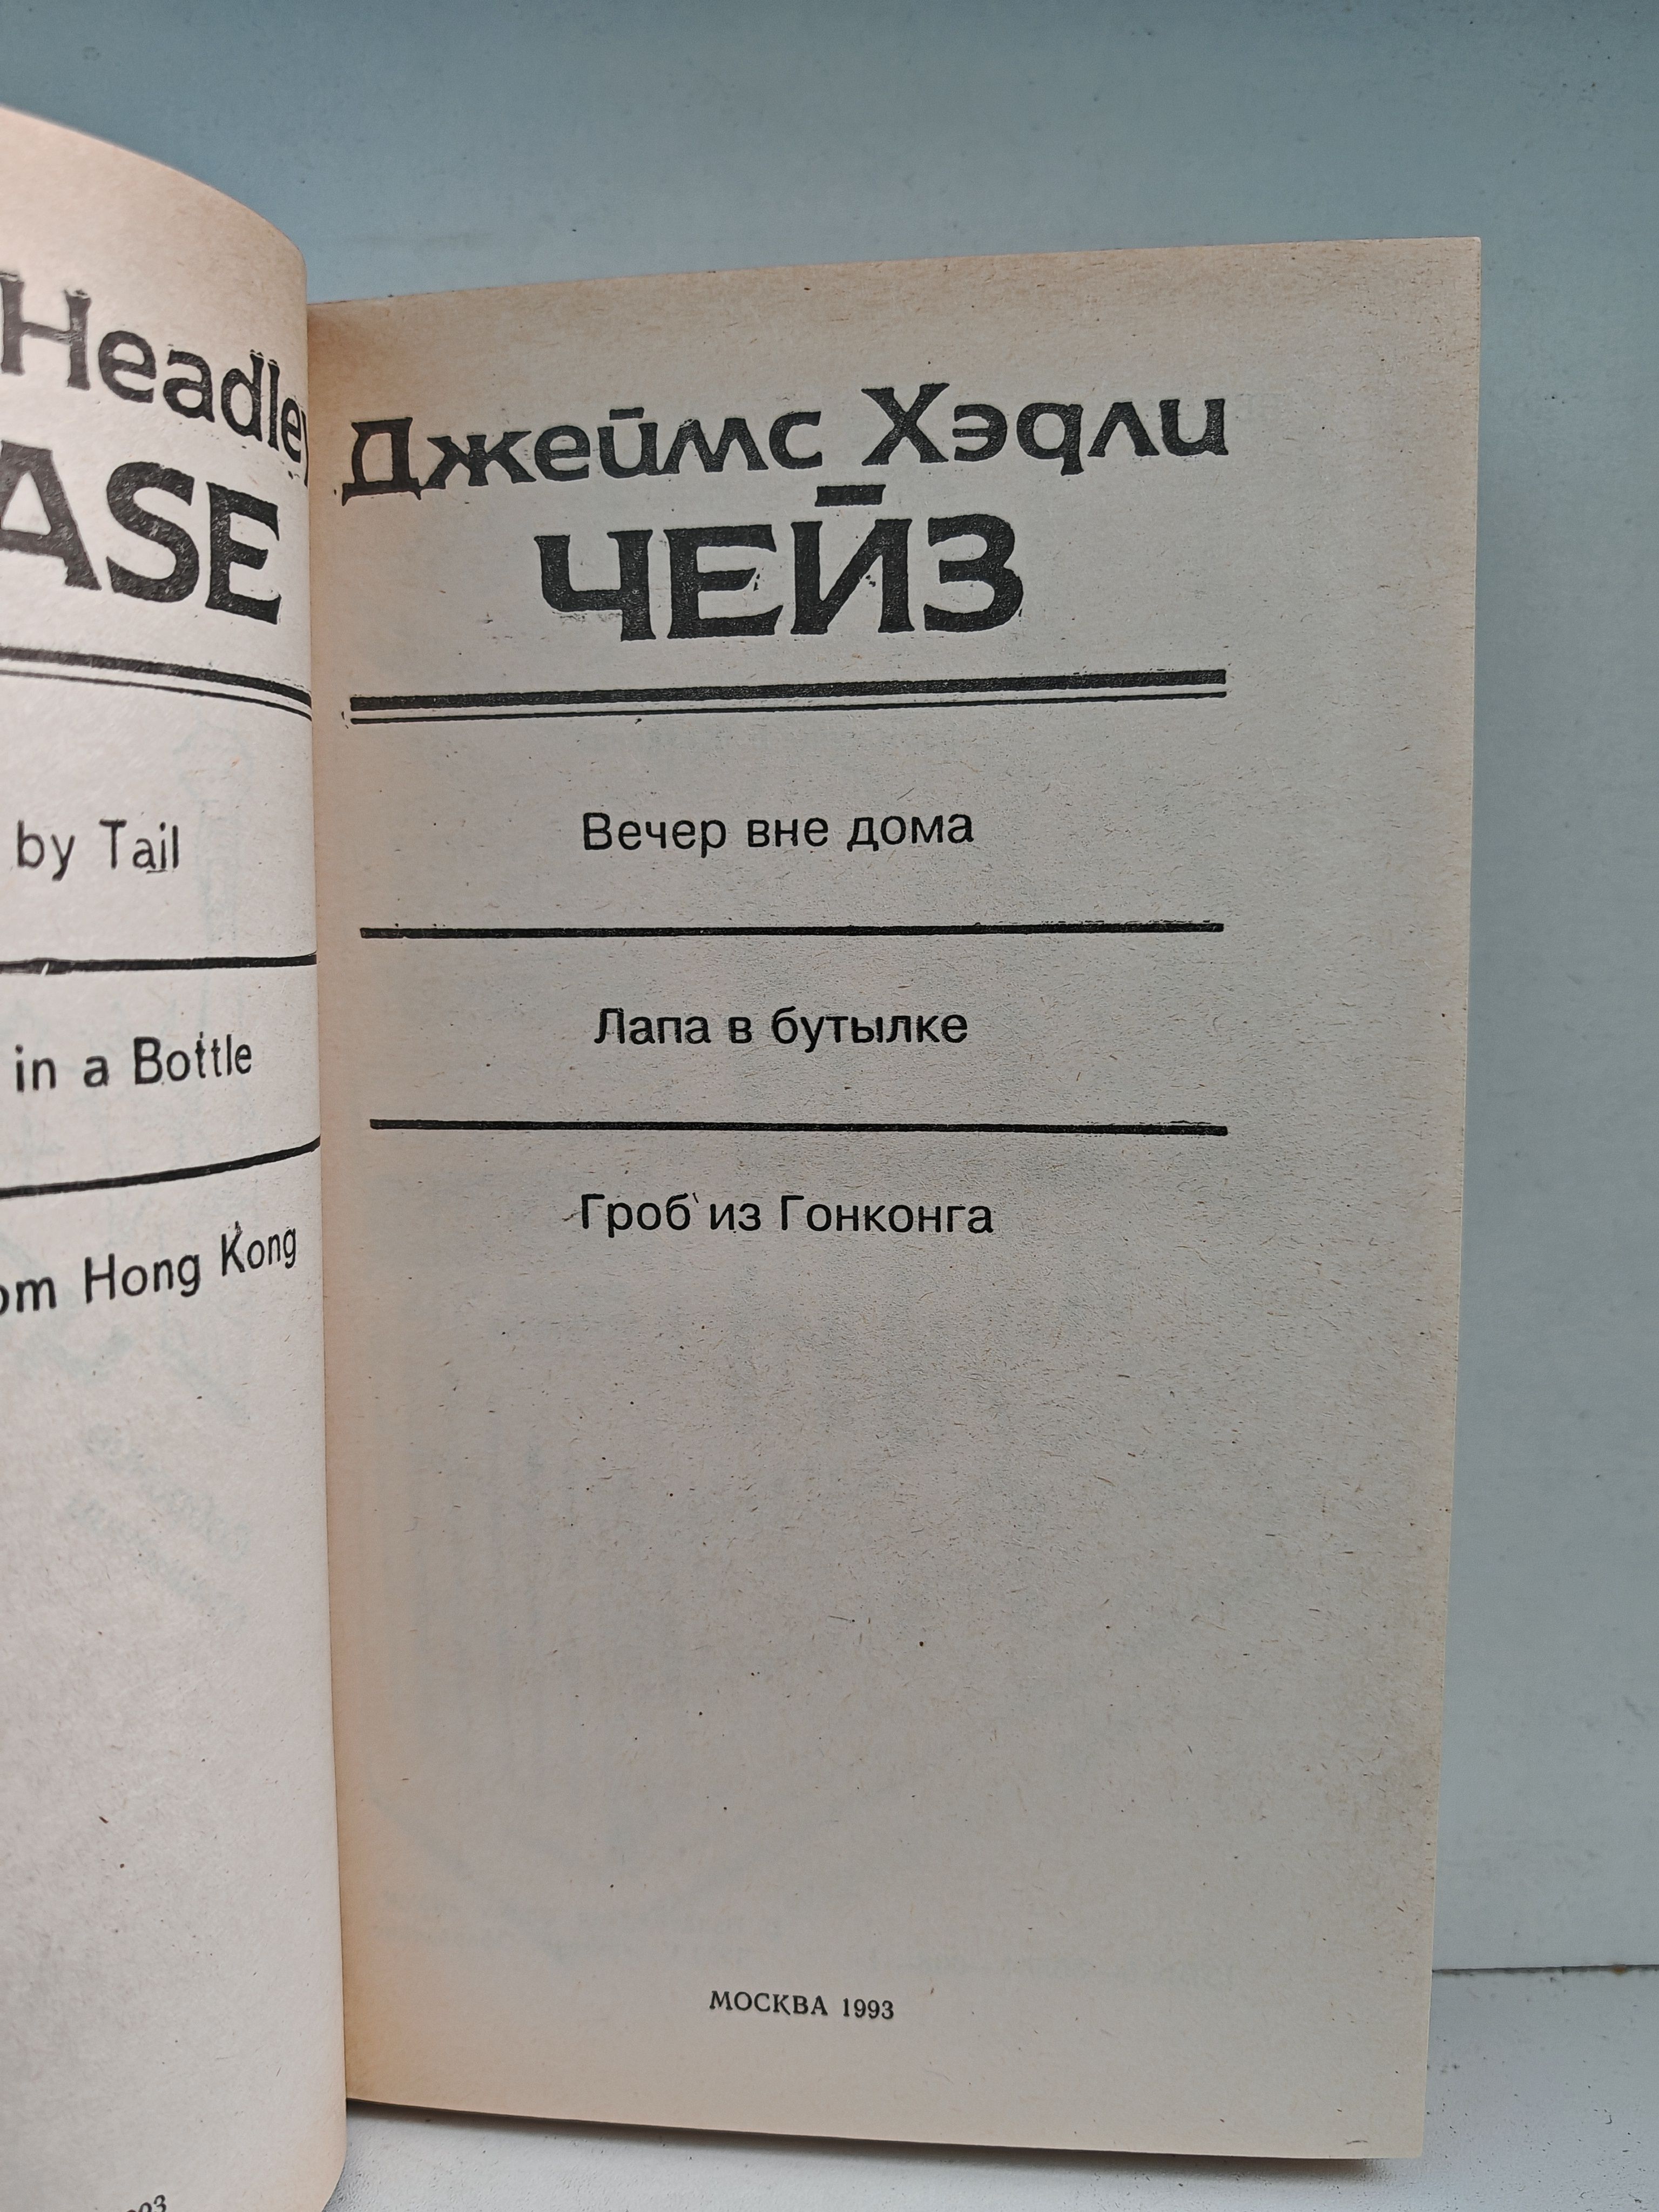 Headley
ASE
by Tail
in a Bottle
om Hong Kong
Джеймс Хэдли
ЧЕЙЗ
Вечер вне дома
Лапа в бутылке
Гроб из Гонконга
МОСКВА 1993